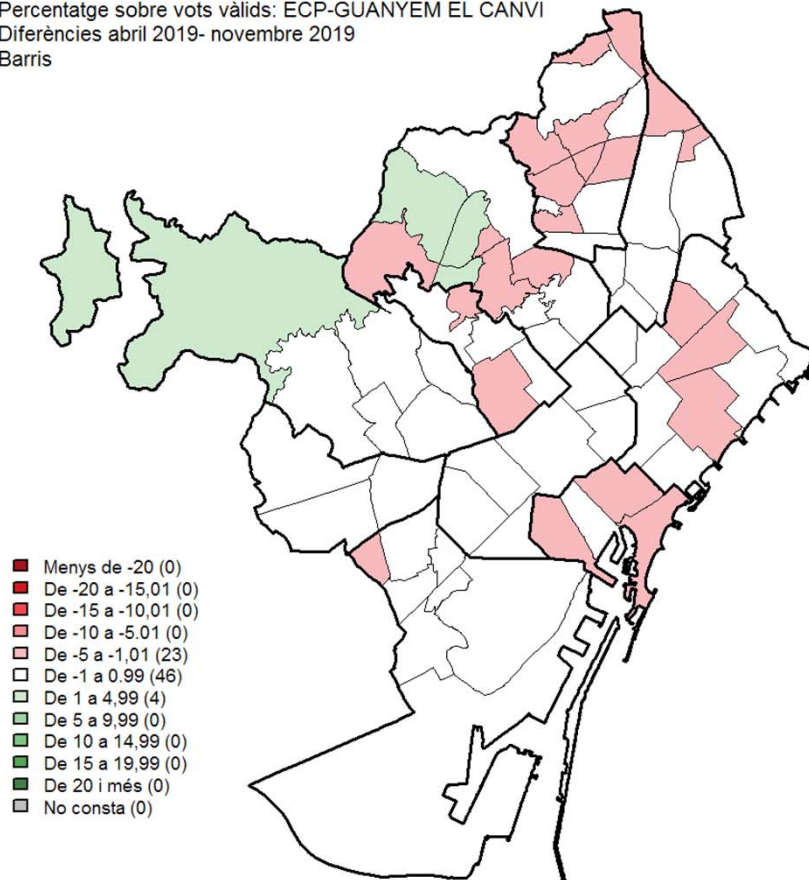 Percentatge sobre vots vàlids: ECP-GUANYEM EL CANVI
Diferències abril 2019- novembre 2019
Barris
Menys de -20 (0)
De -20 a -15,01 (0)
De -15 a -10,01 (0)
De -10 a -5.01 (0)
De -5 a -1,01 (23)
De -1 a 0.99 (46)
De 1 a 4,99 (4)
De 5 a 9,99 (0)
De 10 a 14,99 (0)
De 15 a 19,99 (0)
De 20 i més (0)
No consta (0)